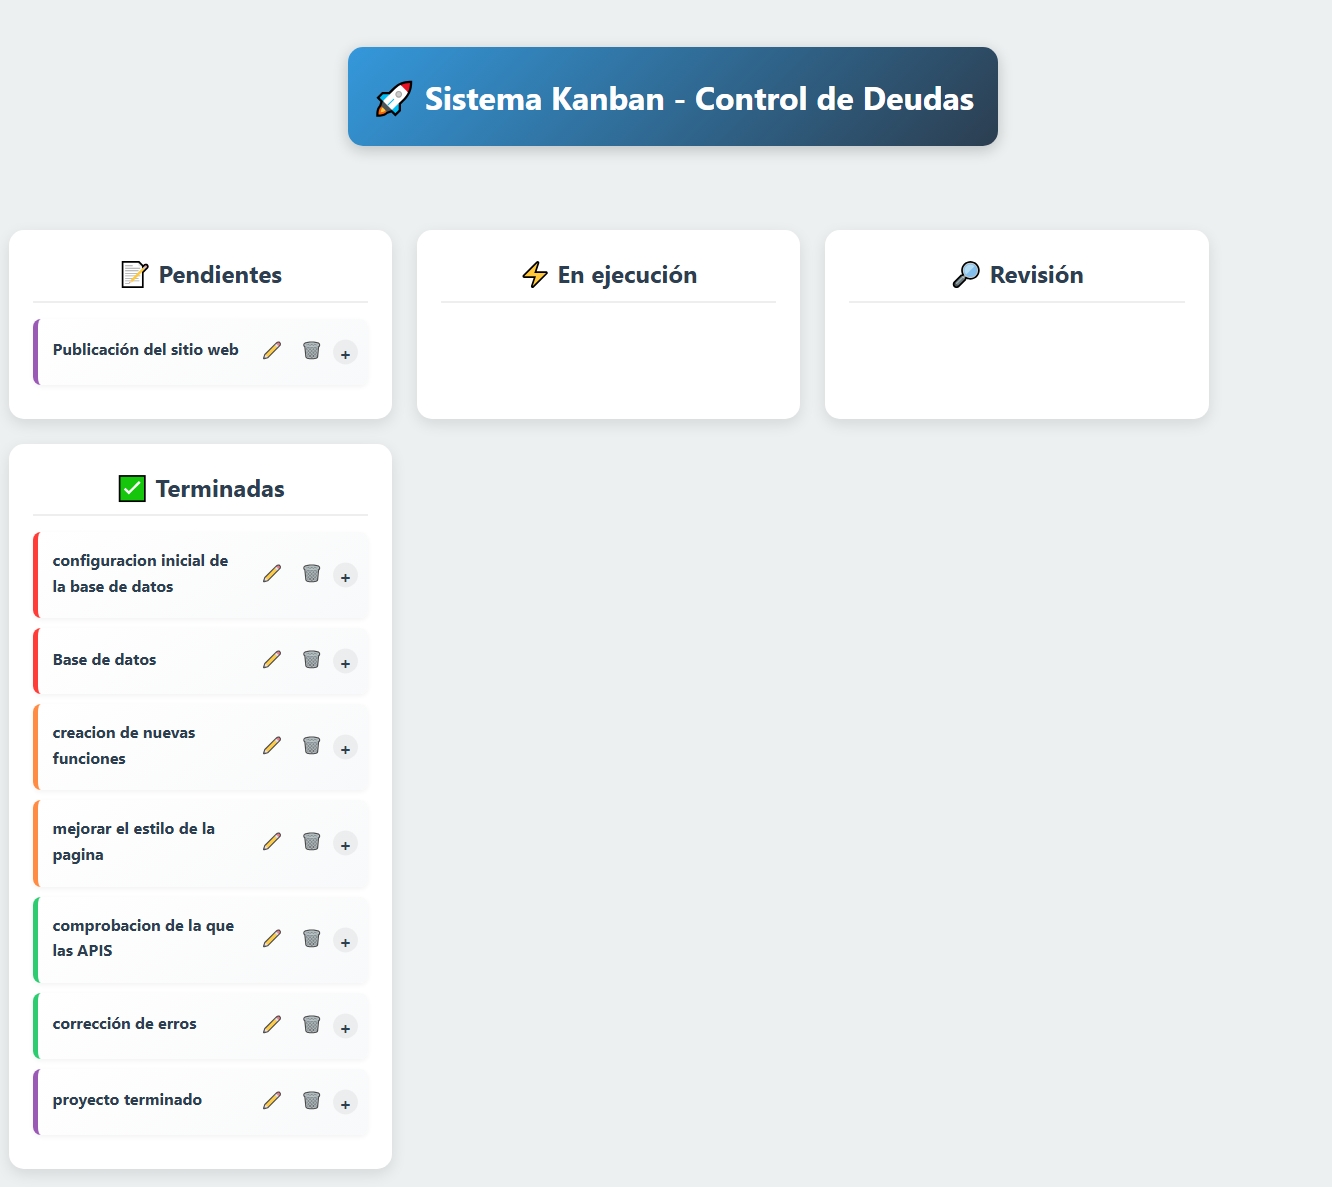 🚀 Sistema Kanban - Control de Deudas
📝 Pendientes
Publicación del sitio web
+
⚡ En ejecución
🔎 Revisión
✅ Terminadas
configuracion inicial de
la base de datos
+
Base de datos
+
creacion de nuevas
funciones
+
mejorar el estilo de la
pagina
+
comprobacion de la que
las APIS
+
corrección de erros
+
proyecto terminado
+